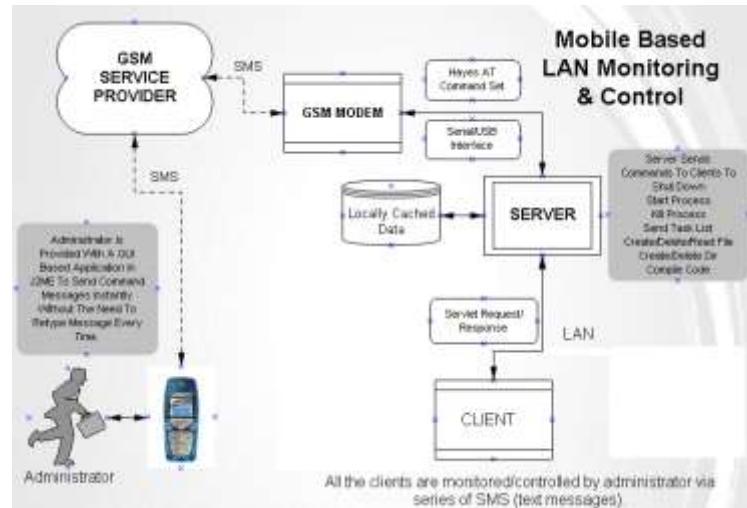 Mobile Based
LAN Monitoring
& Control
GSM
SERVICE
PROVIDER
SMS
GSM MODEM
Hayes AT
Command Set
Serial/USB
Interface
SMS
Locally Cached
Data
SERVER
Server Sends
Commands To Clients To
Shut Down
Start Process
Kill Process
Send Task List
Create/Delete/Read File
Create/Delete Dir
Compile Code
Administrator Is
Provided With A GUI
Based Application In
J2ME To Send Command
Messages Instantly
Without The Need To
Retype Message Every
Time.
Servlet Request/
Response
LAN
CLIENT
Administrator
All the clients are monitored/controlled by administrator via
series of SMS (text messages)